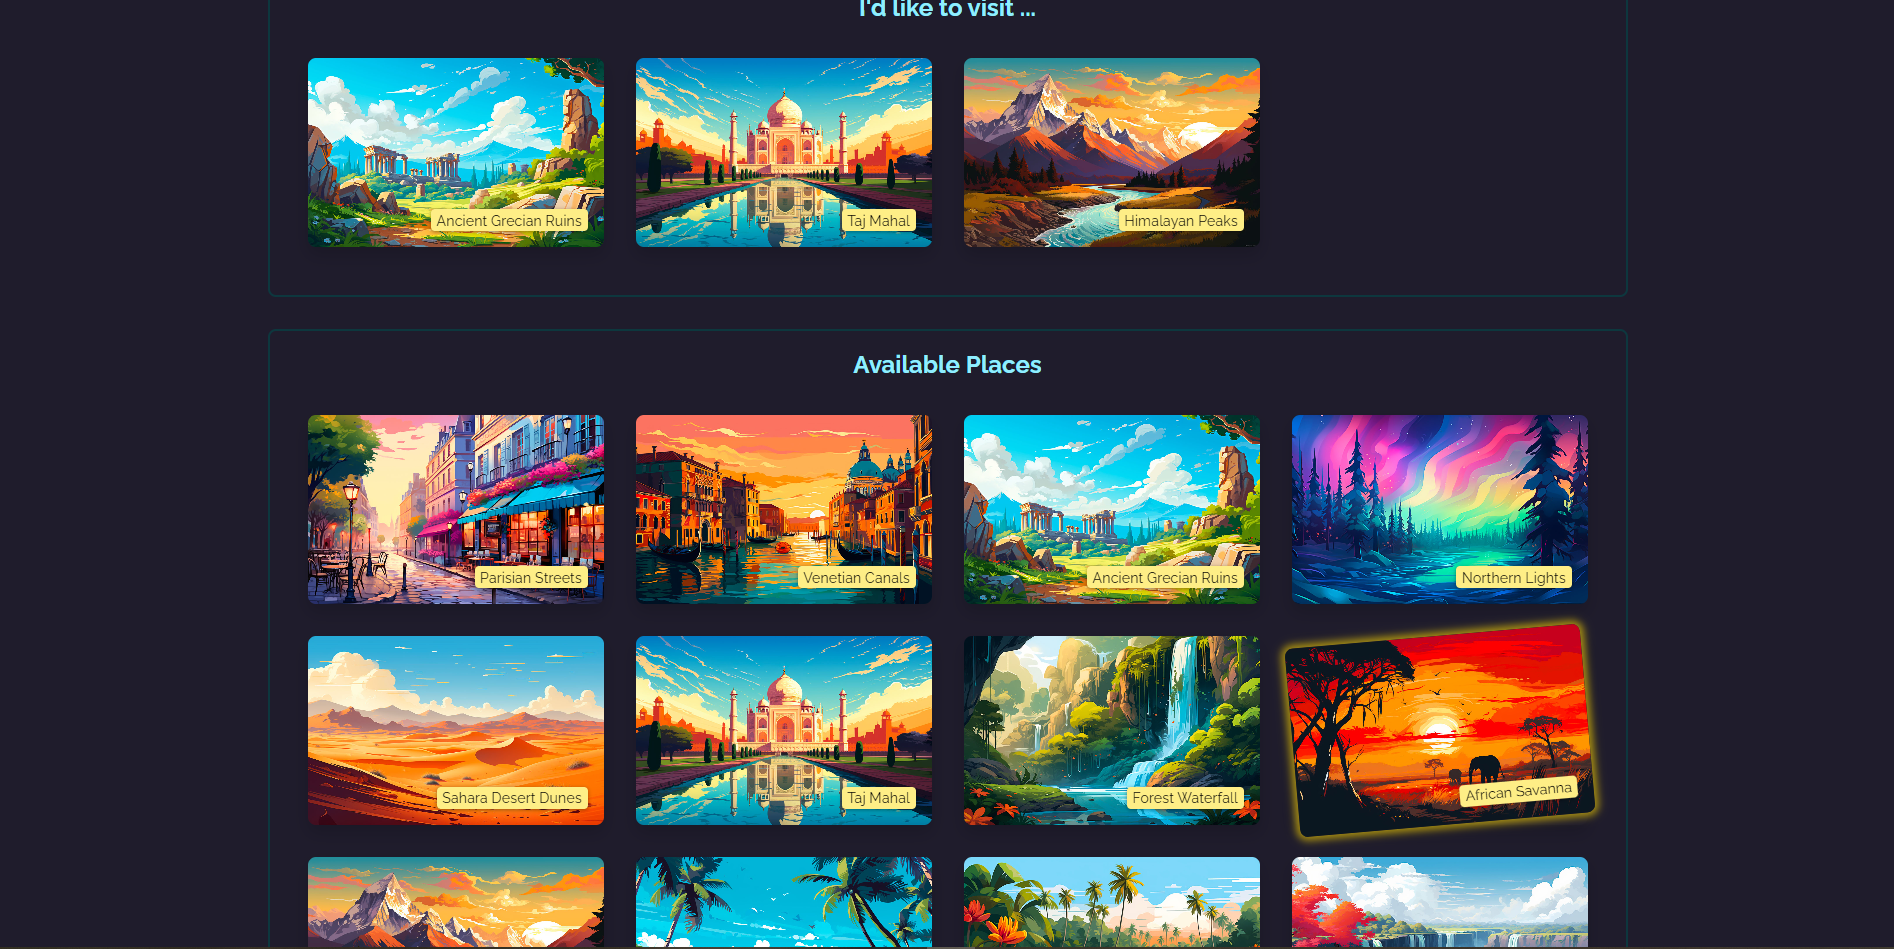 I'd like to visit ...
Ancient Grecian Ruins
Taj Mahal
Himalayan Peaks
Available Places
Parisian Streets
Venetian Canals
Ancient Grecian Ruins
Northern Lights
Sahara Desert Dunes
Taj Mahal
Forest Waterfall
African Savanna